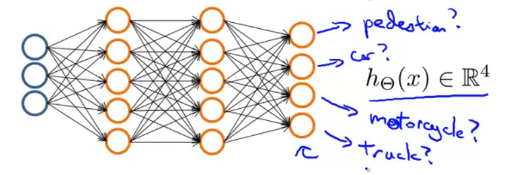 pedestrian?
car?
hΘ(x) ∈ ℝ⁴
motorcycle?
truck?